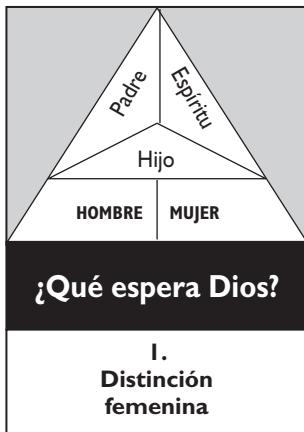 Padre
Espíritu
Hijo
HOMBRE
MUJER
¿Qué espera Dios?
1.
Distinción
femenina